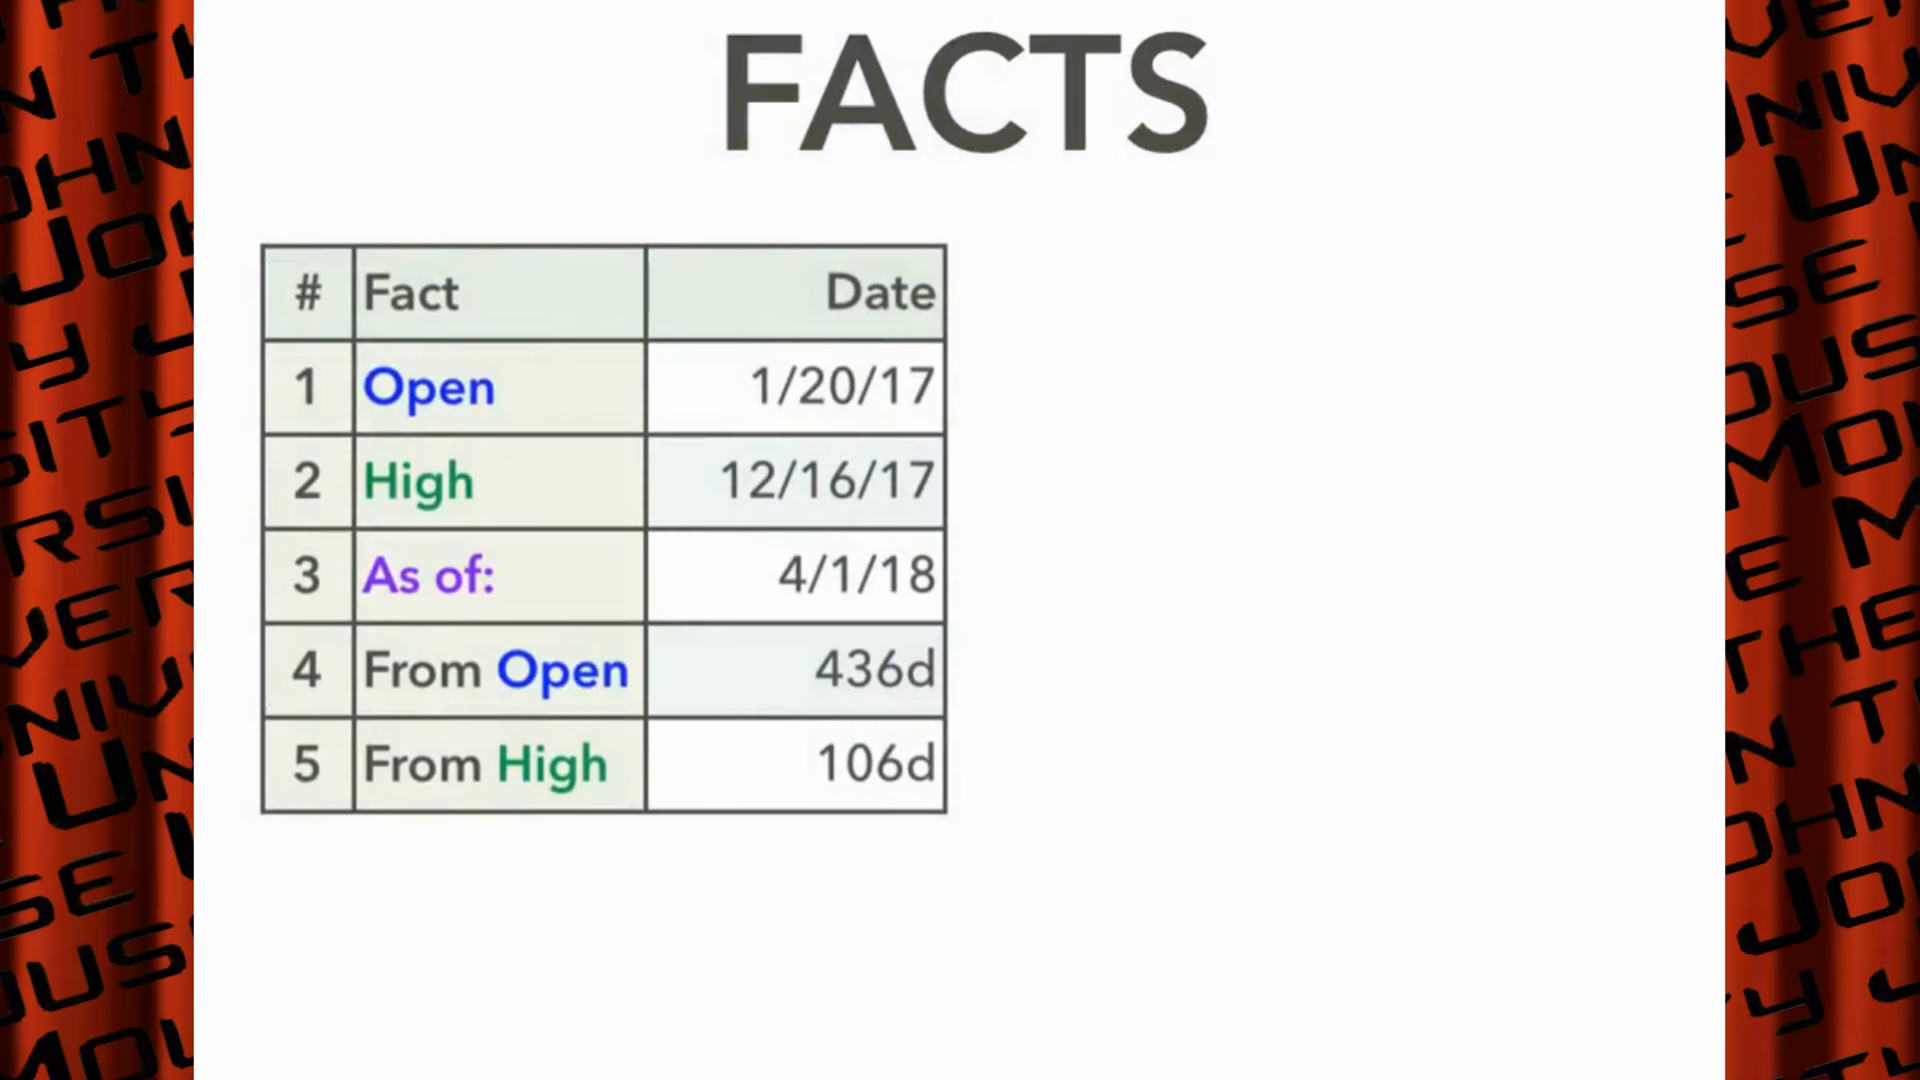 FACTS
# Fact Date
1 Open 1/20/17
2 High 12/16/17
3 As of: 4/1/18
4 From Open 436d
5 From High 106d